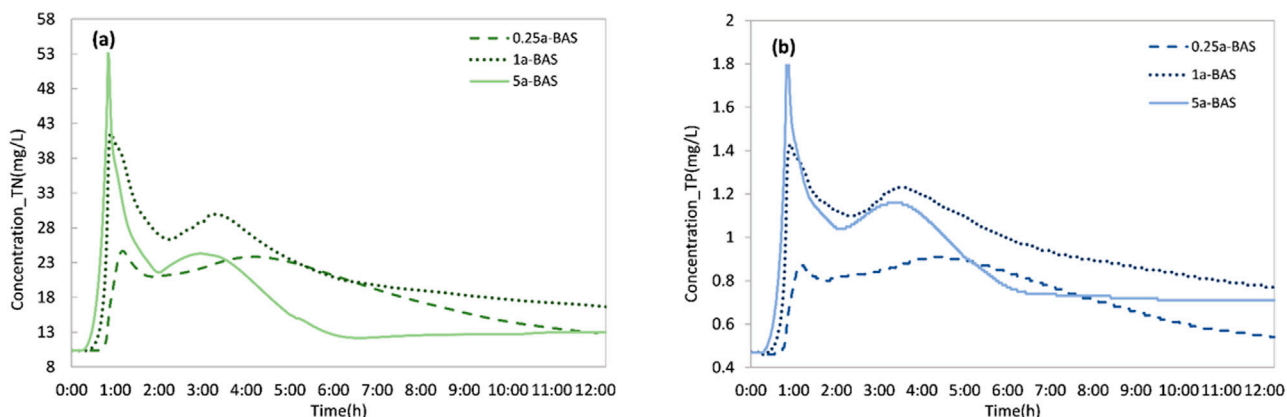 (a)
0.25a-BAS
1a-BAS
5a-BAS
Concentration_TN(mg/L)
58
53
48
43
38
33
28
23
18
13
8
0:00 1:00 2:00 3:00 4:00 5:00 6:00 7:00 8:00 9:00 10:00 11:00 12:00
Time(h)
(b)
0.25a-BAS
1a-BAS
5a-BAS
Concentration_TP(mg/L)
2
1.8
1.6
1.4
1.2
1
0.8
0.6
0.4
0:00 1:00 2:00 3:00 4:00 5:00 6:00 7:00 8:00 9:00 10:00 11:00 12:00
Time(h)